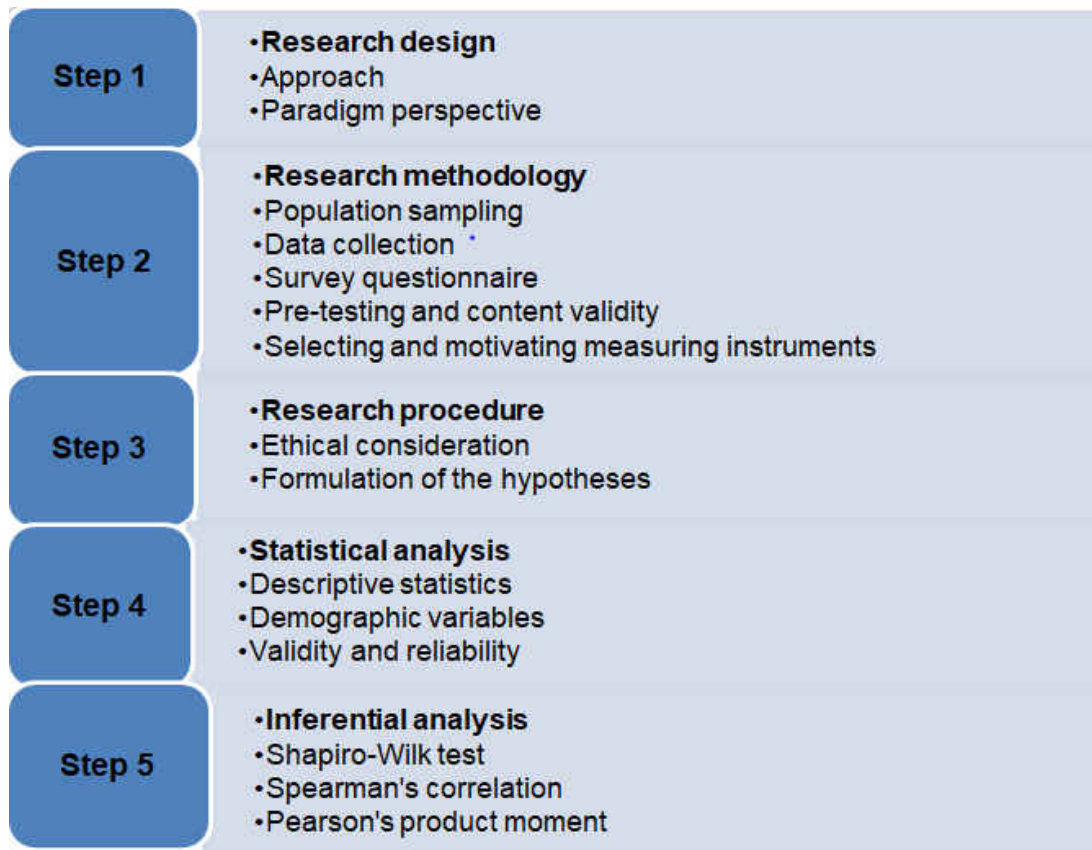 Step 1
•Research design
•Approach
•Paradigm perspective
Step 2
•Research methodology
•Population sampling
•Data collection
•Survey questionnaire
•Pre-testing and content validity
•Selecting and motivating measuring instruments
Step 3
•Research procedure
•Ethical consideration
•Formulation of the hypotheses
Step 4
•Statistical analysis
•Descriptive statistics
•Demographic variables
•Validity and reliability
Step 5
•Inferential analysis
•Shapiro-Wilk test
•Spearman's correlation
•Pearson's product moment